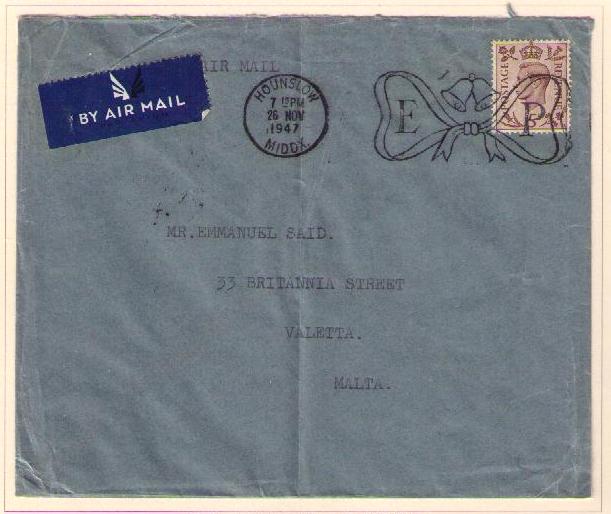 AIR MAIL
BY AIR MAIL
HOUNSLOW
7 15PM
26 NOV
1947
MIDDX.
E P
POSTAGE
MR.EMMANUEL SAID.
33 BRITANNIA STREET
VALETTA.
MALTA.